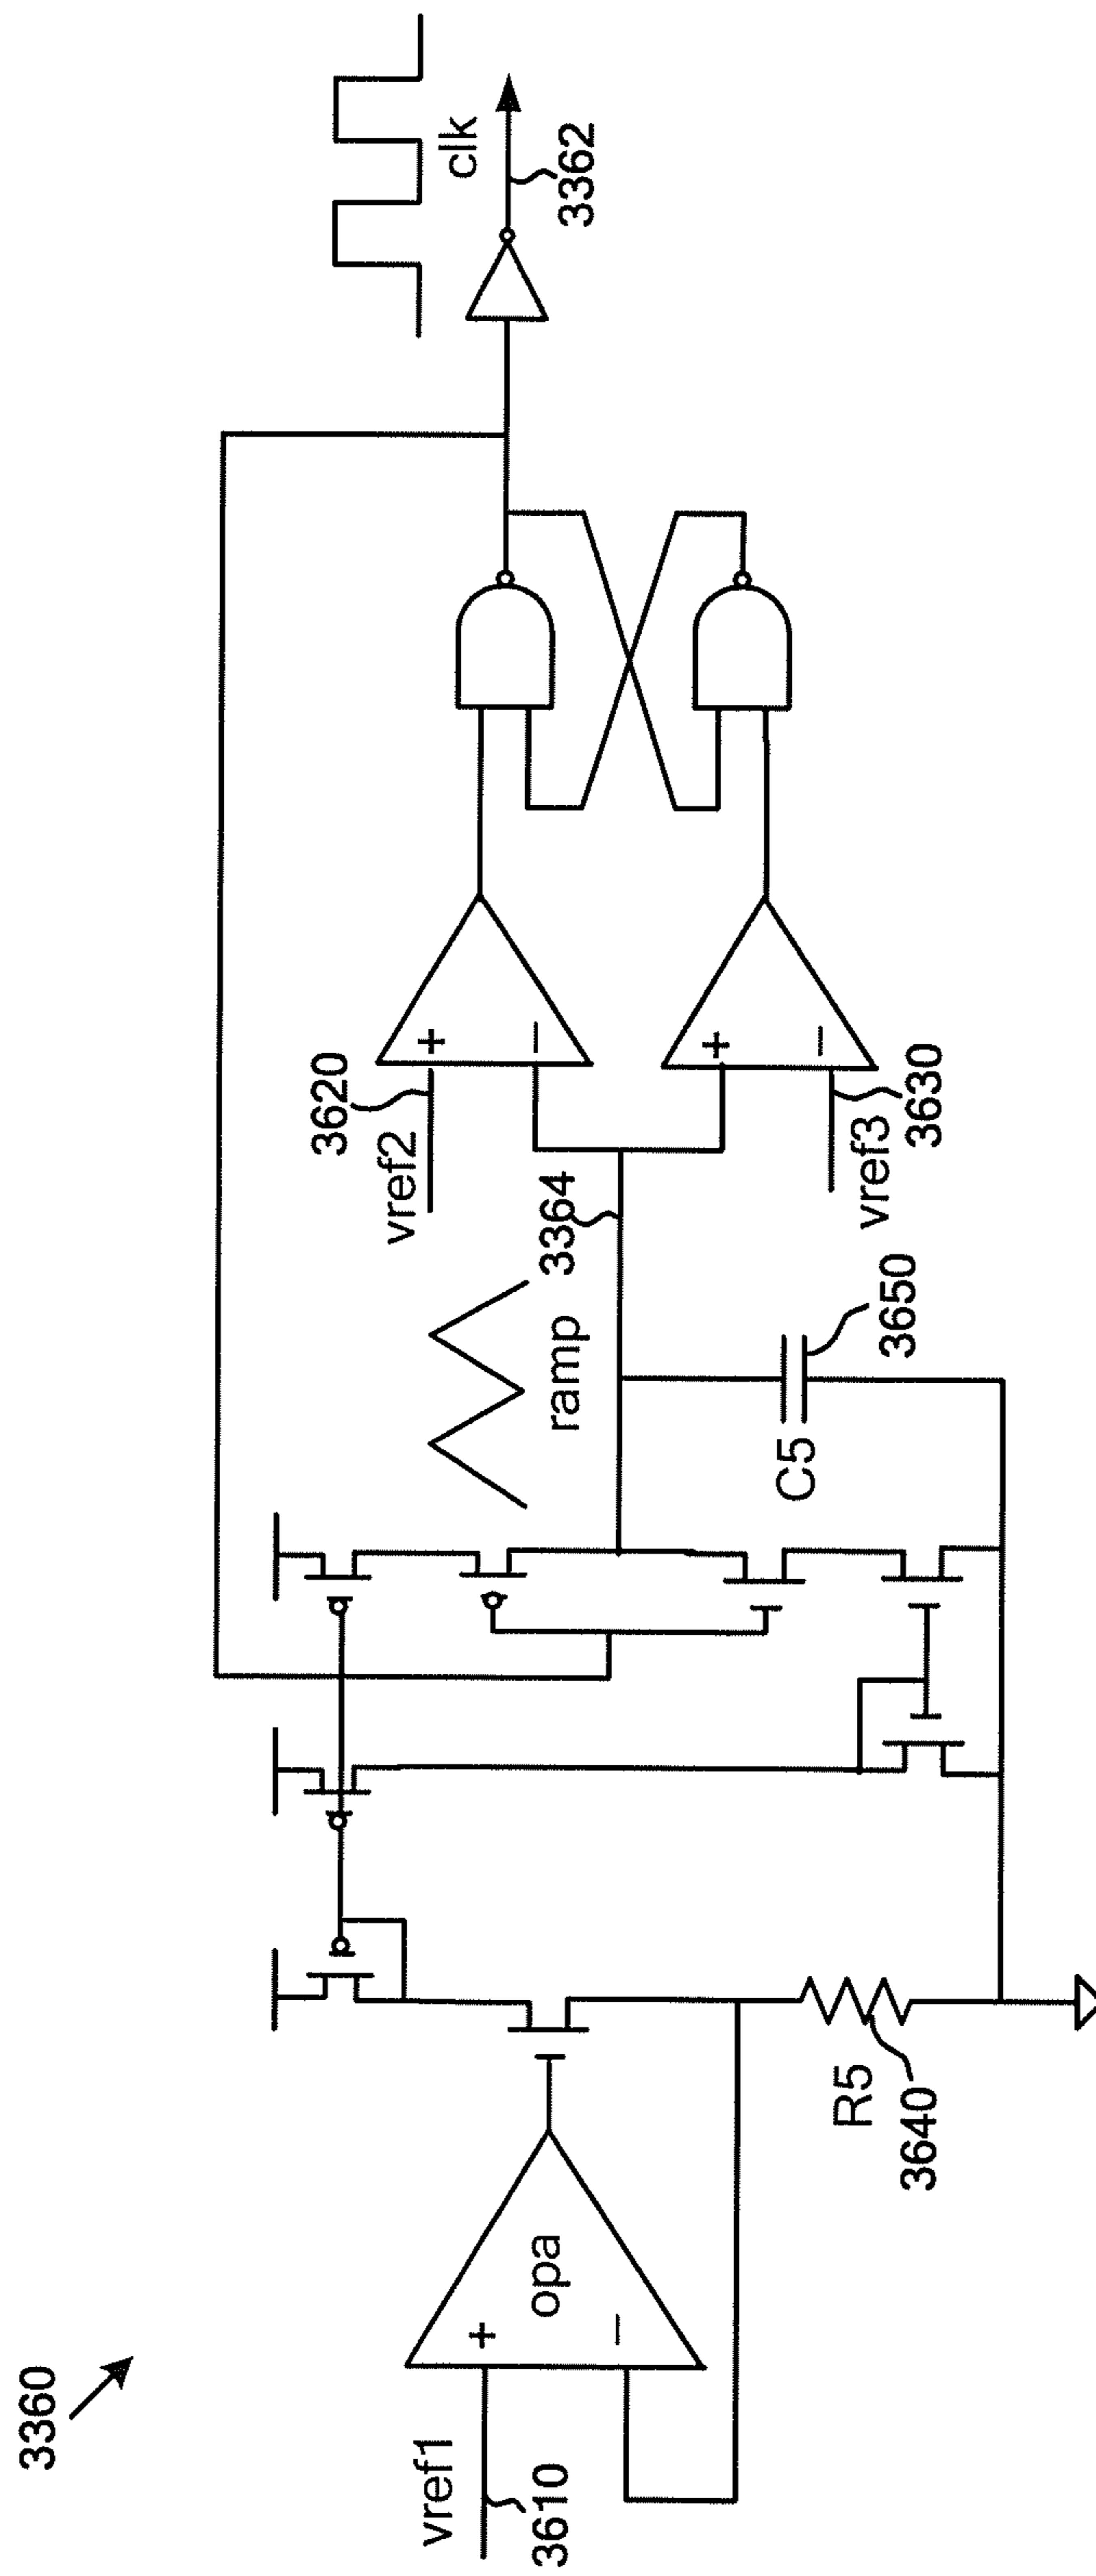 3360
vref1
3610
+
−
opa
R5
3640
ramp
C5
3650
3364
vref2
3620
+
−
vref3
3630
+
−
clk
3362